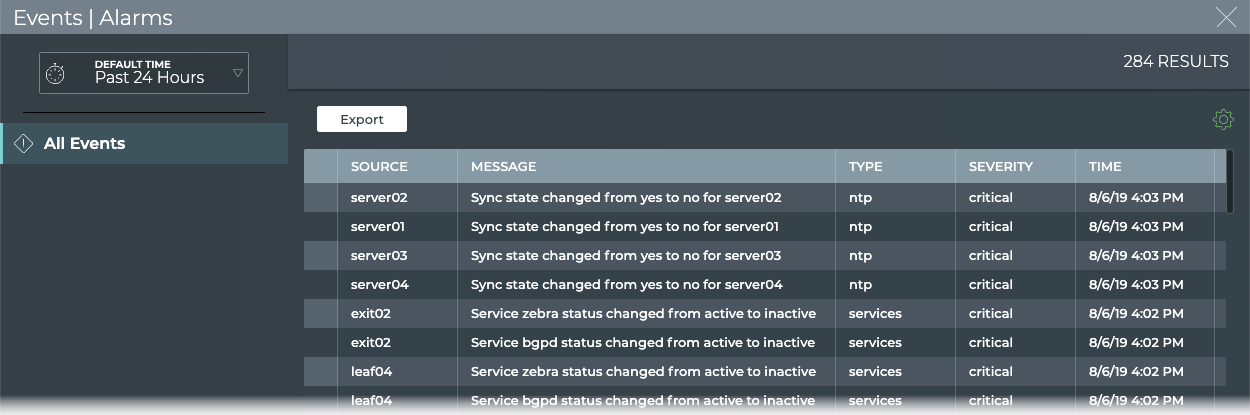 Events | Alarms
DEFAULT TIME
Past 24 Hours
284 RESULTS
All Events
Export
SOURCE MESSAGE TYPE SEVERITY TIME
server02 Sync state changed from yes to no for server02 ntp critical 8/6/19 4:03 PM
server01 Sync state changed from yes to no for server01 ntp critical 8/6/19 4:03 PM
server03 Sync state changed from yes to no for server03 ntp critical 8/6/19 4:03 PM
server04 Sync state changed from yes to no for server04 ntp critical 8/6/19 4:03 PM
exit02 Service zebra status changed from active to inactive services critical 8/6/19 4:02 PM
exit02 Service bgpd status changed from active to inactive services critical 8/6/19 4:02 PM
leaf04 Service zebra status changed from active to inactive services critical 8/6/19 4:02 PM
leaf04 Service bgpd status changed from active to inactive services critical 8/6/19 4:02 PM